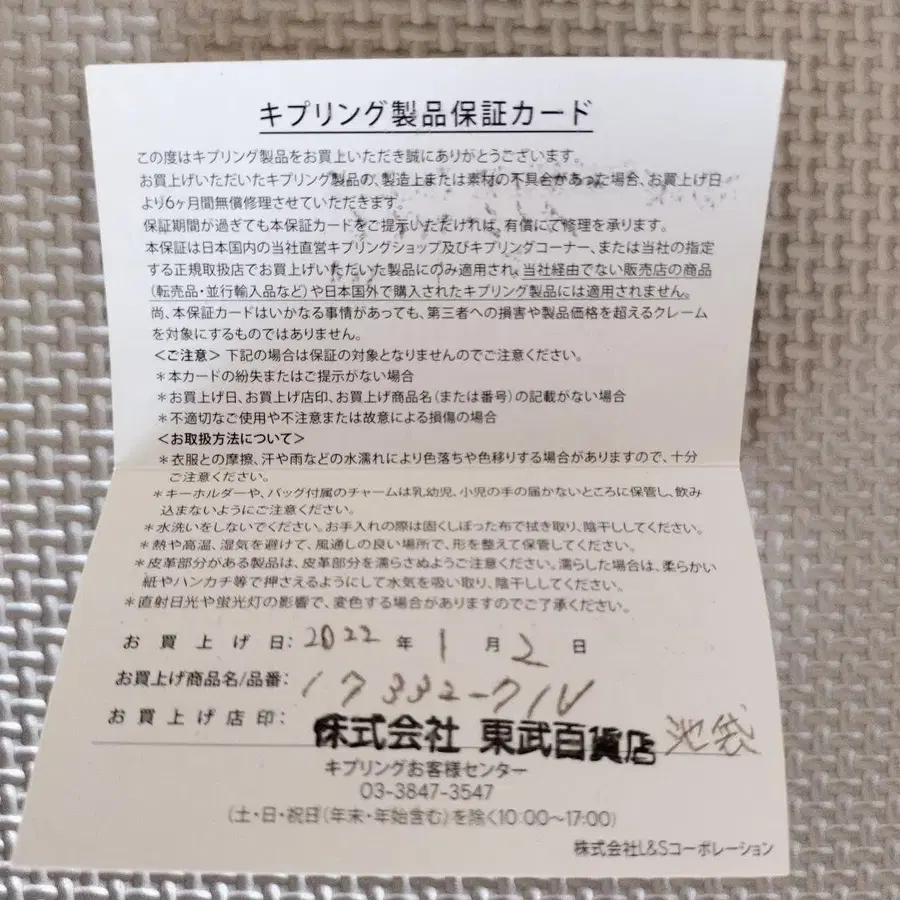 キプリング製品保証カード
この度はキプリング製品をお買上いただき誠にありがとうございます。
お買上げいただいたキプリング製品の、製造上または素材の不具合があった場合、お買上げ日
より6ヶ月間無償修理させていただきます。
保証期間が過ぎても本保証カードをご提示いただければ、有償にて修理を承ります。
本保証は日本国内の当社直営キプリングショップ及びキプリングコーナー、または当社の指定
する正規取扱店でお買上げいただいた製品にのみ適用され、当社経由でない販売店の商品
(転売品・並行輸入品など)や日本国外で購入されたキプリング製品には適用されません。
尚、本保証カードはいかなる事情があっても、第三者への損害や製品価格を超えるクレーム
を対象にするものではありません。
<ご注意> 下記の場合は保証の対象となりませんのでご注意ください。
*本カードの紛失またはご提示がない場合
*お買上げ日、お買上げ店印、お買上げ商品名(または番号)の記載がない場合
*不適切なご使用や不注意または故意による損傷の場合
<お取扱方法について>
*衣服との摩擦、汗や雨などの水濡れにより色落ちや色移りする場合がありますので、十分
ご注意ください。
*キーホルダーや、バッグ付属のチャームは乳幼児、小児の手の届かないところに保管し、飲み
込まないようにご注意ください。
*水洗いをしないでください。お手入れの際は固くしぼった布で拭き取り、陰干ししてください。
*熱や高温、湿気を避けて、風通しの良い場所で、形を整えて保管してください。
*皮革部分がある製品は、皮革部分を濡らさぬようご注意ください。濡らした場合は、柔らかい
紙やハンカチ等で押さえるようにして水気を吸い取り、陰干ししてください。
*直射日光や蛍光灯の影響で、変色する場合がありますのでご了承ください。
お買上げ日: 2022 年 1 月 2 日
お買上げ商品名/品番: 17332-71V
お買上げ店印: 株式会社 東武百貨店 池袋
キプリングお客様センター
03-3847-3547
(土・日・祝日(年末・年始含む)を除く10:00~17:00)
株式会社L&Sコーポレーション